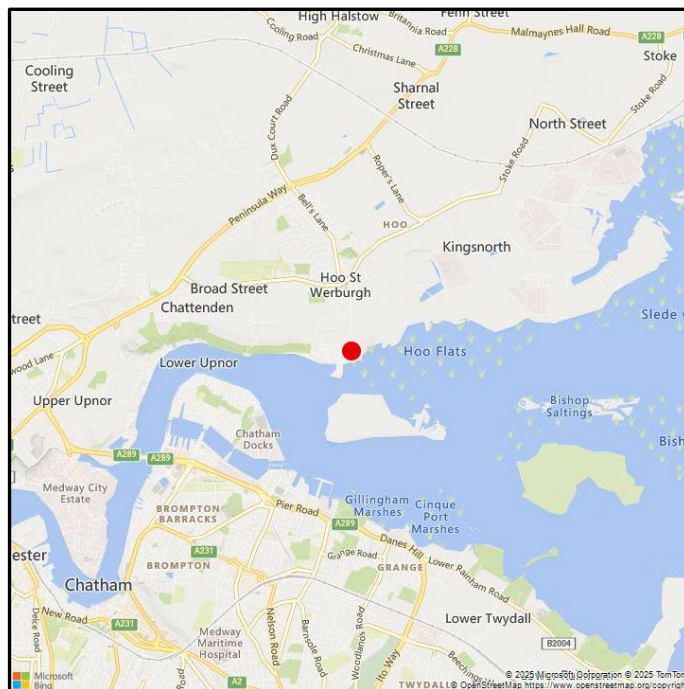 High Halstow
Fenn Street
Cooling Road
Britannia Road
Malmaynes Hall Road
A228
Christmas Lane
A228
Stoke
Cooling
Street
Sharnal
Street
Dux Court Road
Stoke Road
North Street
Stoke Road
Roper's Lane
Peninsula Way
Bell's Lane
HOO
Kingsnorth
Hoo St
Werburgh
Broad Street
Chattenden
Slede
treet
wood Lane
Lower Upnor
Hoo Flats
Upper Upnor
Bishop
Saltings
Chatham
Docks
Bish
A289
A289
Medway City
Estate
BROMPTON
BARRACKS
Pier Road
Gillingham
Marshes
Cinque
Port
Marshes
A289
ester
A231
Grange Road
Danes Hill
Lower Rainham Road
BROMPTON
GRANGE
Chatham
New Road
A231
Delce Road
Medway
Maritime
Hospital
Nelson Road
Barnsole Road
Woodlands Road
Lower Twydall
B2004
A2
ito Way
TWYDALL
Beechings Way
Microsoft
Bing
© 2025 Microsoft Corporation © 2025 TomTom
© OpenStreetMap https://www.openstreetmap.org/copyright